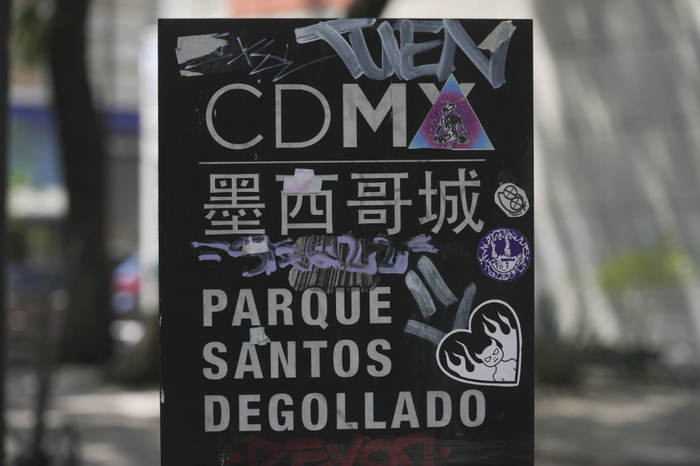 CDMX
墨西哥城
PARQUE
SANTOS
DEGOLLADO